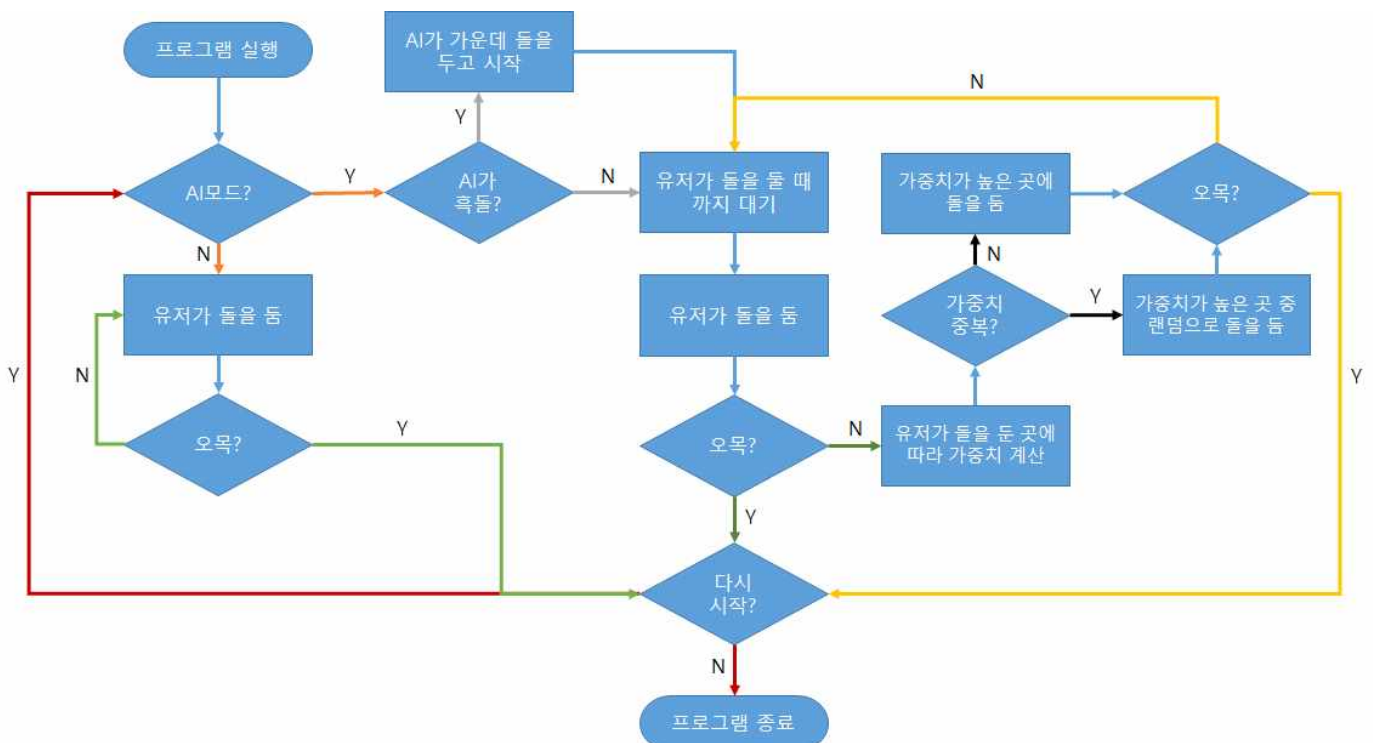 프로그램 실행
AI가 가운데 돌을
두고 시작
N
Y
AI모드?
Y
AI가
흑돌?
N
유저가 돌을 둘 때
까지 대기
가중치가 높은 곳에
돌을 둠
오목?
N
N
유저가 돌을 둠
유저가 돌을 둠
가중치
중복?
Y
가중치가 높은 곳 중
랜덤으로 돌을 둠
Y
N
Y
오목?
Y
오목?
N
유저가 돌을 둔 곳에
따라 가중치 계산
Y
다시
시작?
N
프로그램 종료